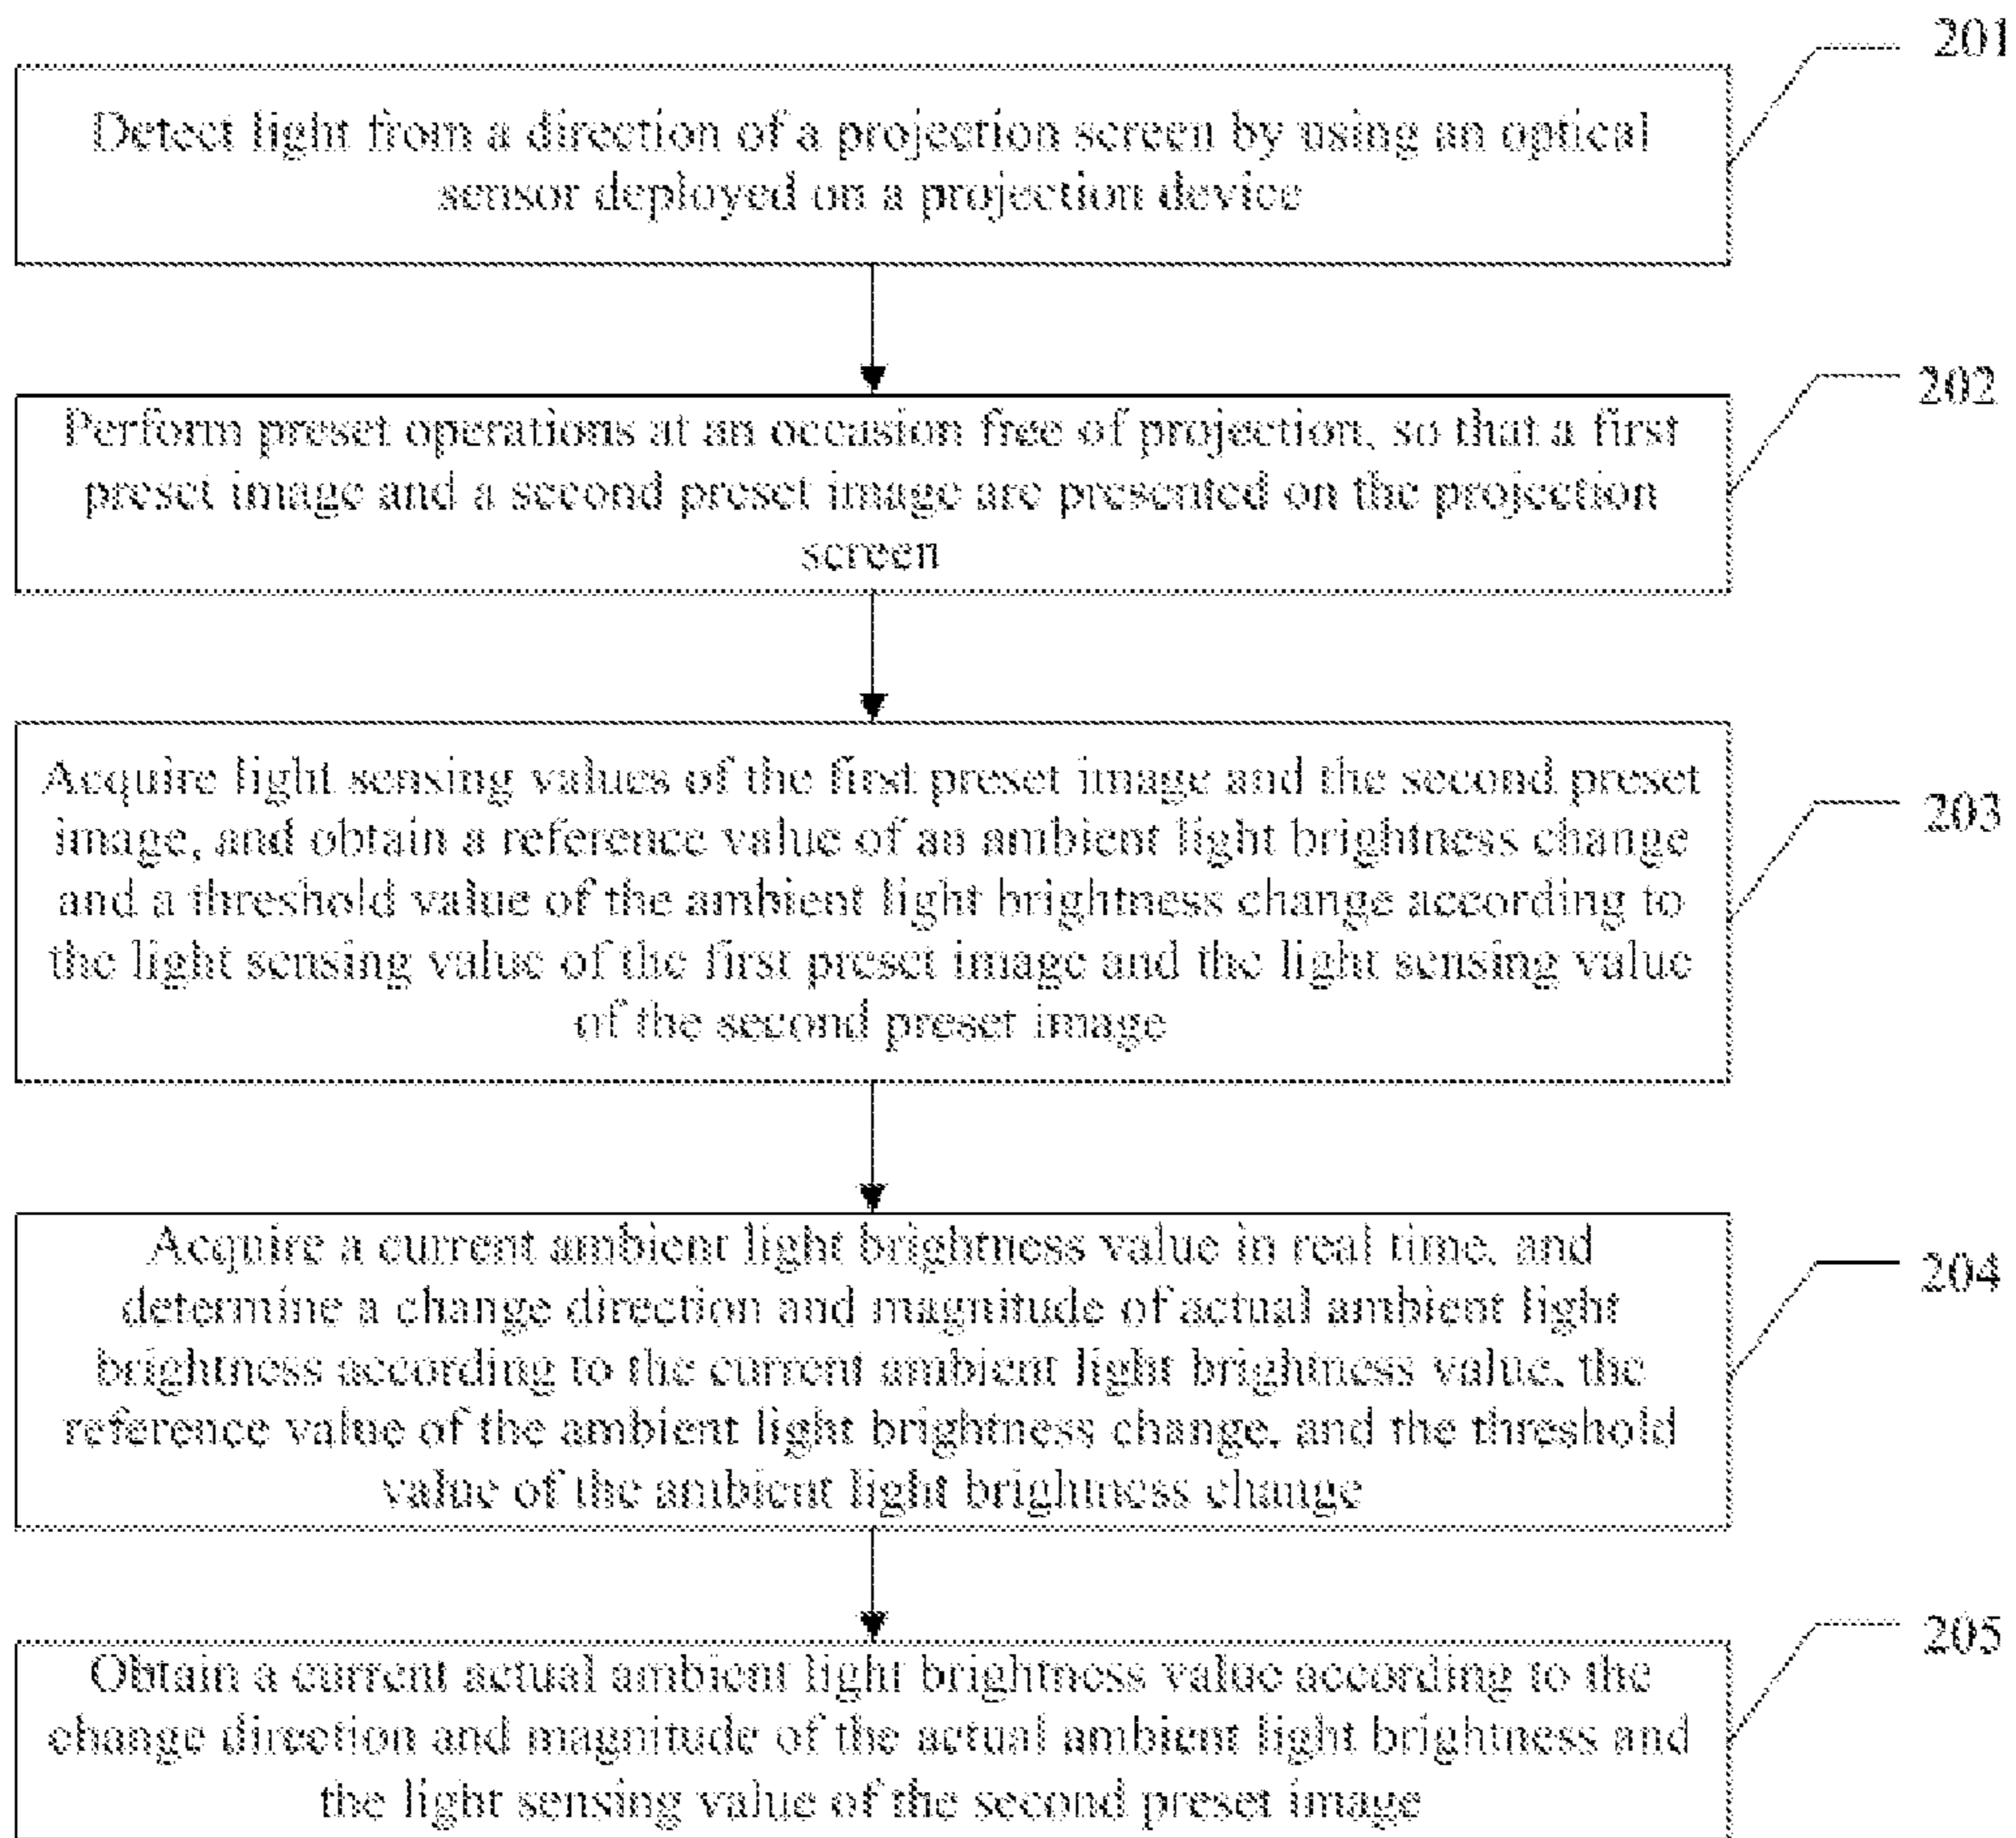 201
Detect light from a direction of a projection screen by using an optical
sensor deployed on a projection device
202
Perform preset operations at an occasion free of projection, so that a first
preset image and a second preset image are presented on the projection
screen
203
Acquire light sensing values of the first preset image and the second preset
image, and obtain a reference value of an ambient light brightness change
and a threshold value of the ambient light brightness change according to
the light sensing value of the first preset image and the light sensing value
of the second preset image
204
Acquire a current ambient light brightness value in real time, and
determine a change direction and magnitude of actual ambient light
brightness according to the current ambient light brightness value, the
reference value of the ambient light brightness change, and the threshold
value of the ambient light brightness change
205
Obtain a current actual ambient light brightness value according to the
change direction and magnitude of the actual ambient light brightness and
the light sensing value of the second preset image